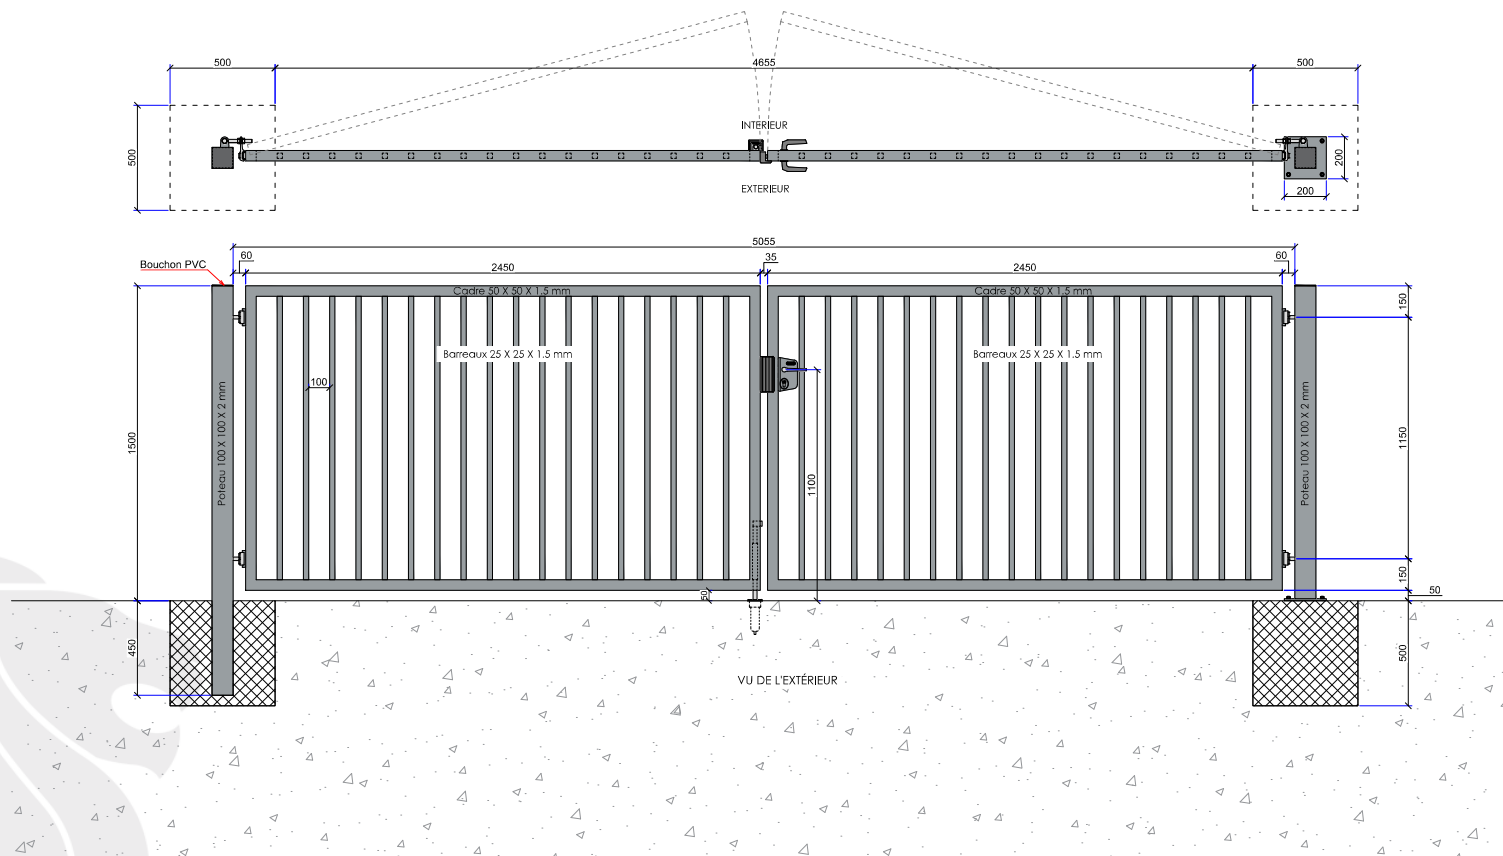 500
4655
500
INTERIEUR
500
200
EXTERIEUR
200
5055
60
35
60
Bouchon PVC
2450
2450
Cadre 50 X 50 X 1.5 mm
Cadre 50 X 50 X 1.5 mm
150
Barreaux 25 X 25 X 1.5 mm
Barreaux 25 X 25 X 1.5 mm
100
Poteau 100 X 100 X 2 mm
Poteau 100 X 100 X 2 mm
1500
1150
1100
150
50
50
450
500
VU DE L'EXTÉRIEUR